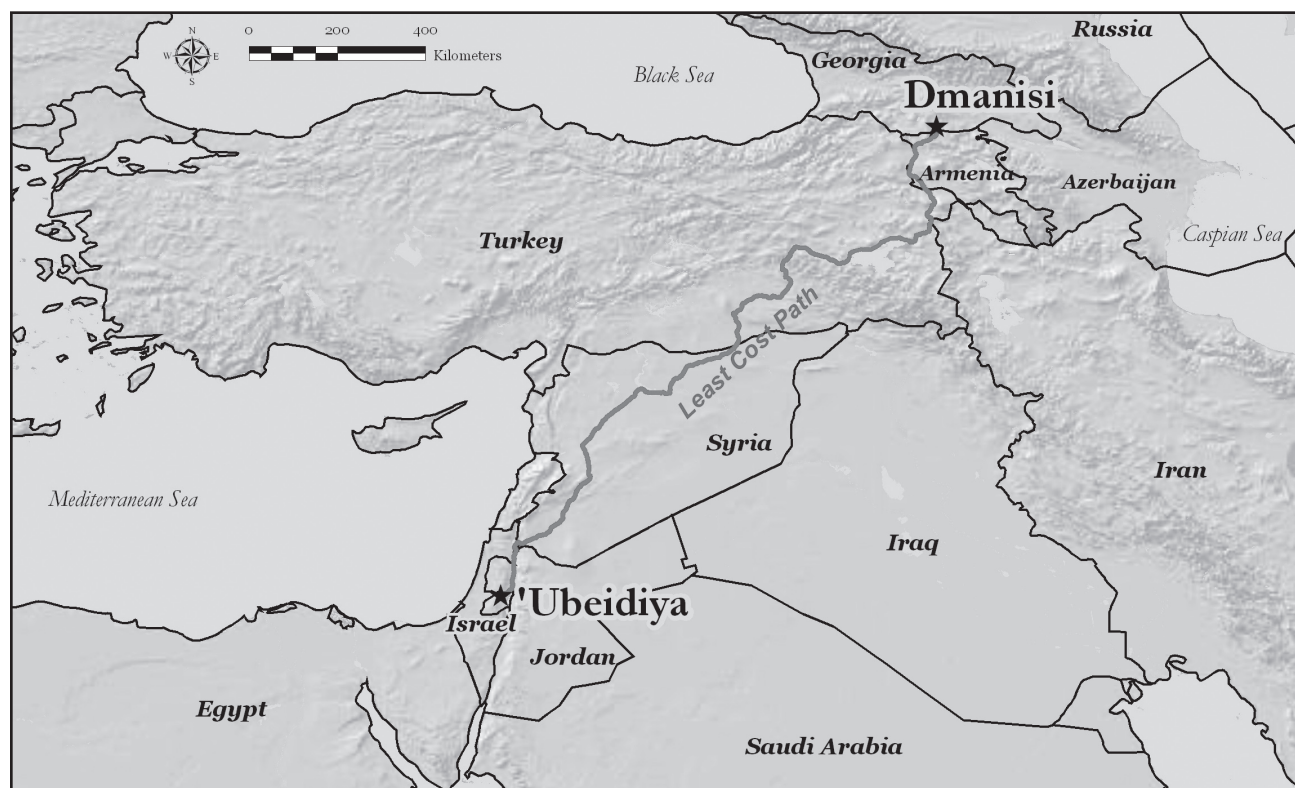 N
W
E
S
0
200
400
Kilometers
Russia
Georgia
Black Sea
Dmanisi
Armenia
Azerbaijan
Caspian Sea
Turkey
Least Cost Path
Syria
Iran
Mediterranean Sea
Iraq
'Ubeidiya
Israel
Jordan
Egypt
Saudi Arabia